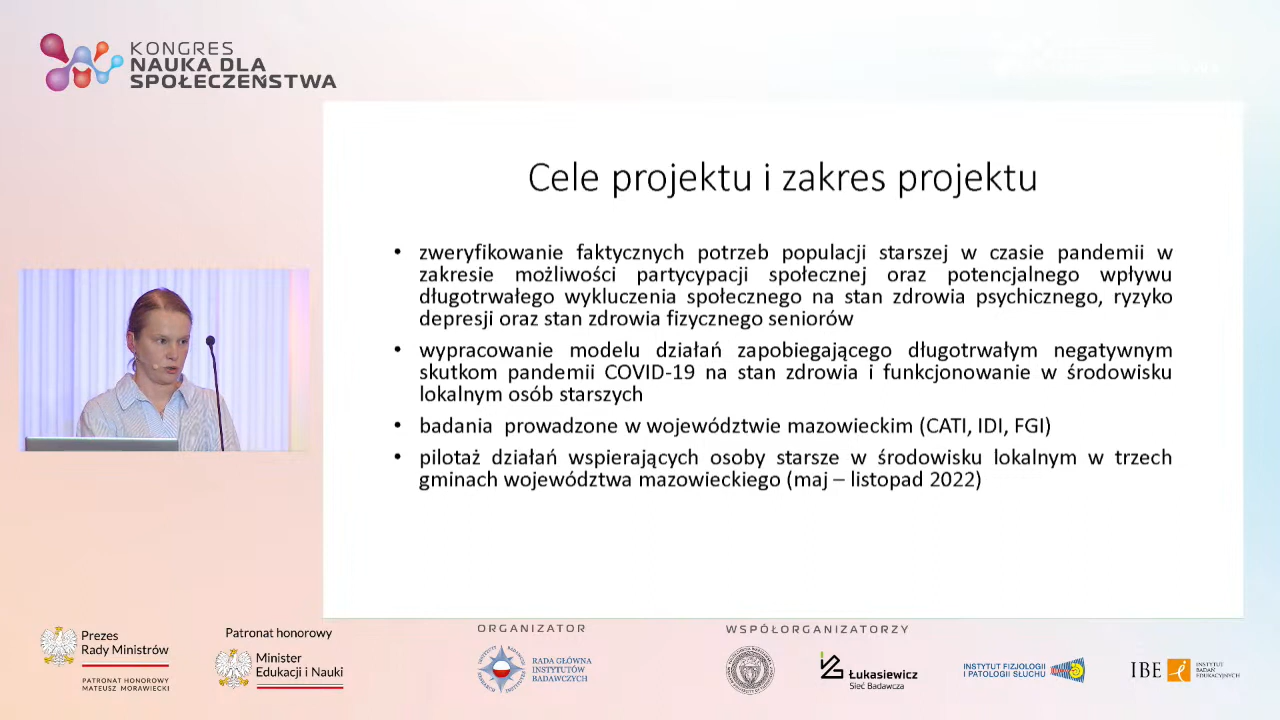 KONGRES
NAUKA DLA
SPOŁECZEŃSTWA
Cele projektu i zakres projektu
• zweryfikowanie faktycznych potrzeb populacji starszej w czasie pandemii w
zakresie możliwości partycypacji społecznej oraz potencjalnego wpływu
długotrwałego wykluczenia społecznego na stan zdrowia psychicznego, ryzyko
depresji oraz stan zdrowia fizycznego seniorów
• wypracowanie modelu działań zapobiegającego długotrwałym negatywnym
skutkom pandemii COVID-19 na stan zdrowia i funkcjonowanie w środowisku
lokalnym osób starszych
• badania prowadzone w województwie mazowieckim (CATI, IDI, FGI)
• pilotaż działań wspierających osoby starsze w środowisku lokalnym w trzech
gminach województwa mazowieckiego (maj – listopad 2022)
Prezes
Rady Ministrów
PATRONAT HONOROWY
MATEUSZ MORAWIECKI
Patronat honorowy
Minister
Edukacji i Nauki
ORGANIZATOR
RADA GŁÓWNA
INSTYTUTÓW
BADAWCZYCH
WSPÓŁORGANIZATORZY
Łukasiewicz
Sieć Badawcza
INSTYTUT FIZJOLOGII
I PATOLOGII SŁUCHU
IBE
INSTYTUT
BADAŃ
EDUKACYJNYCH